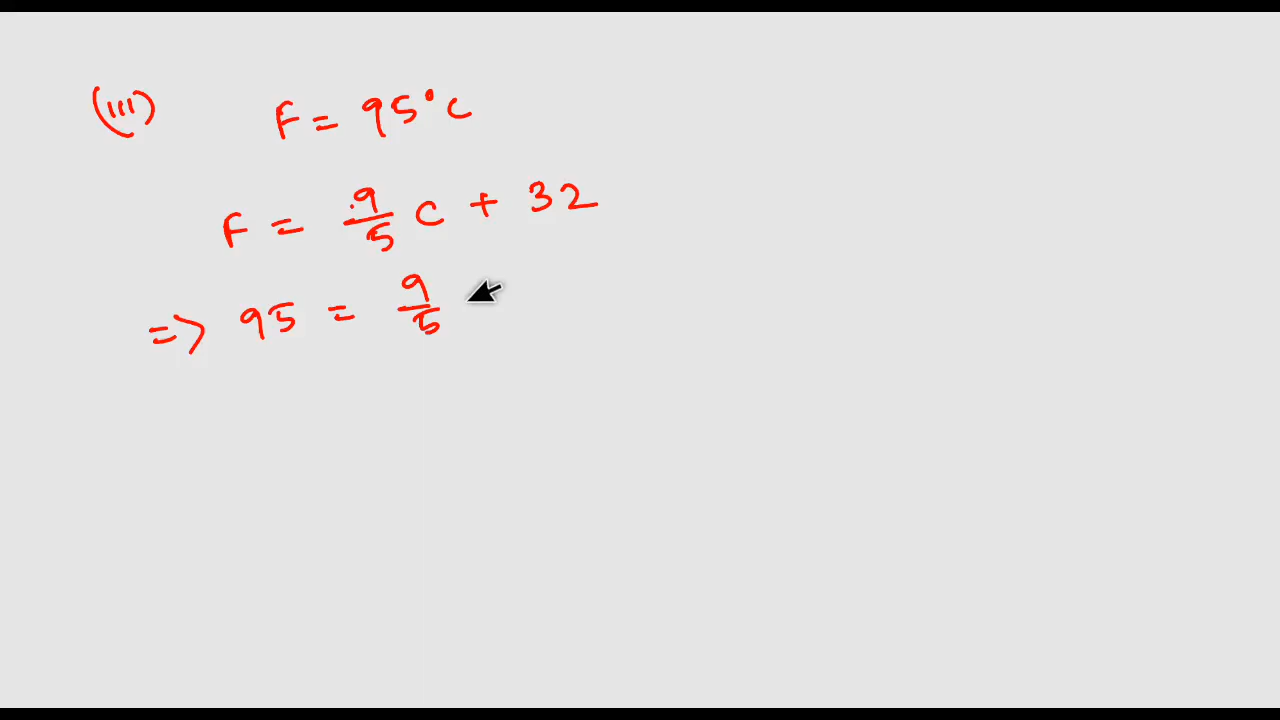 (iii) F = 95°C
F = 9/5 C + 32
=> 95 = 9/5